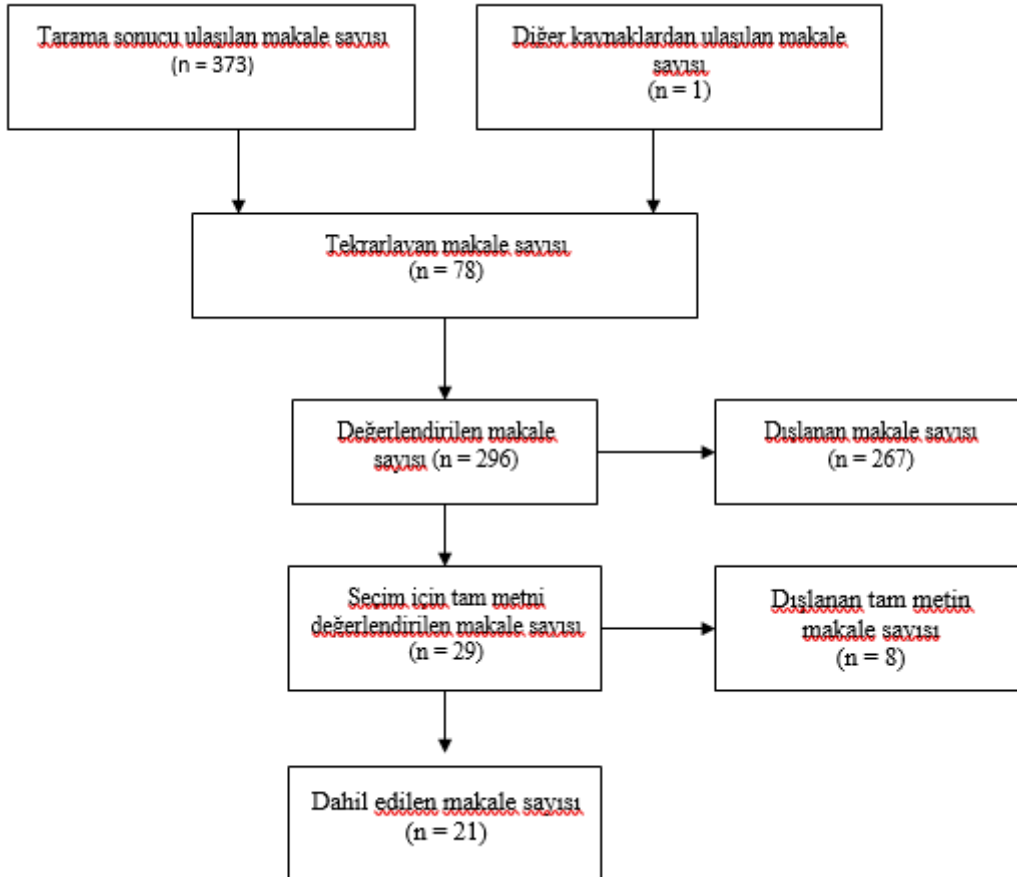 Tarama sonucu ulaşılan makale sayısı
(n = 373)
Diğer kaynaklardan ulaşılan makale
sayısı
(n = 1)
Tekrarlayan makale sayısı
(n = 78)
Değerlendirilen makale
sayısı (n = 296)
Dışlanan makale sayısı
(n = 267)
Seçim için tam metni
değerlendirilen makale sayısı
(n = 29)
Dışlanan tam metin
makale sayısı
(n = 8)
Dahil edilen makale sayısı
(n = 21)